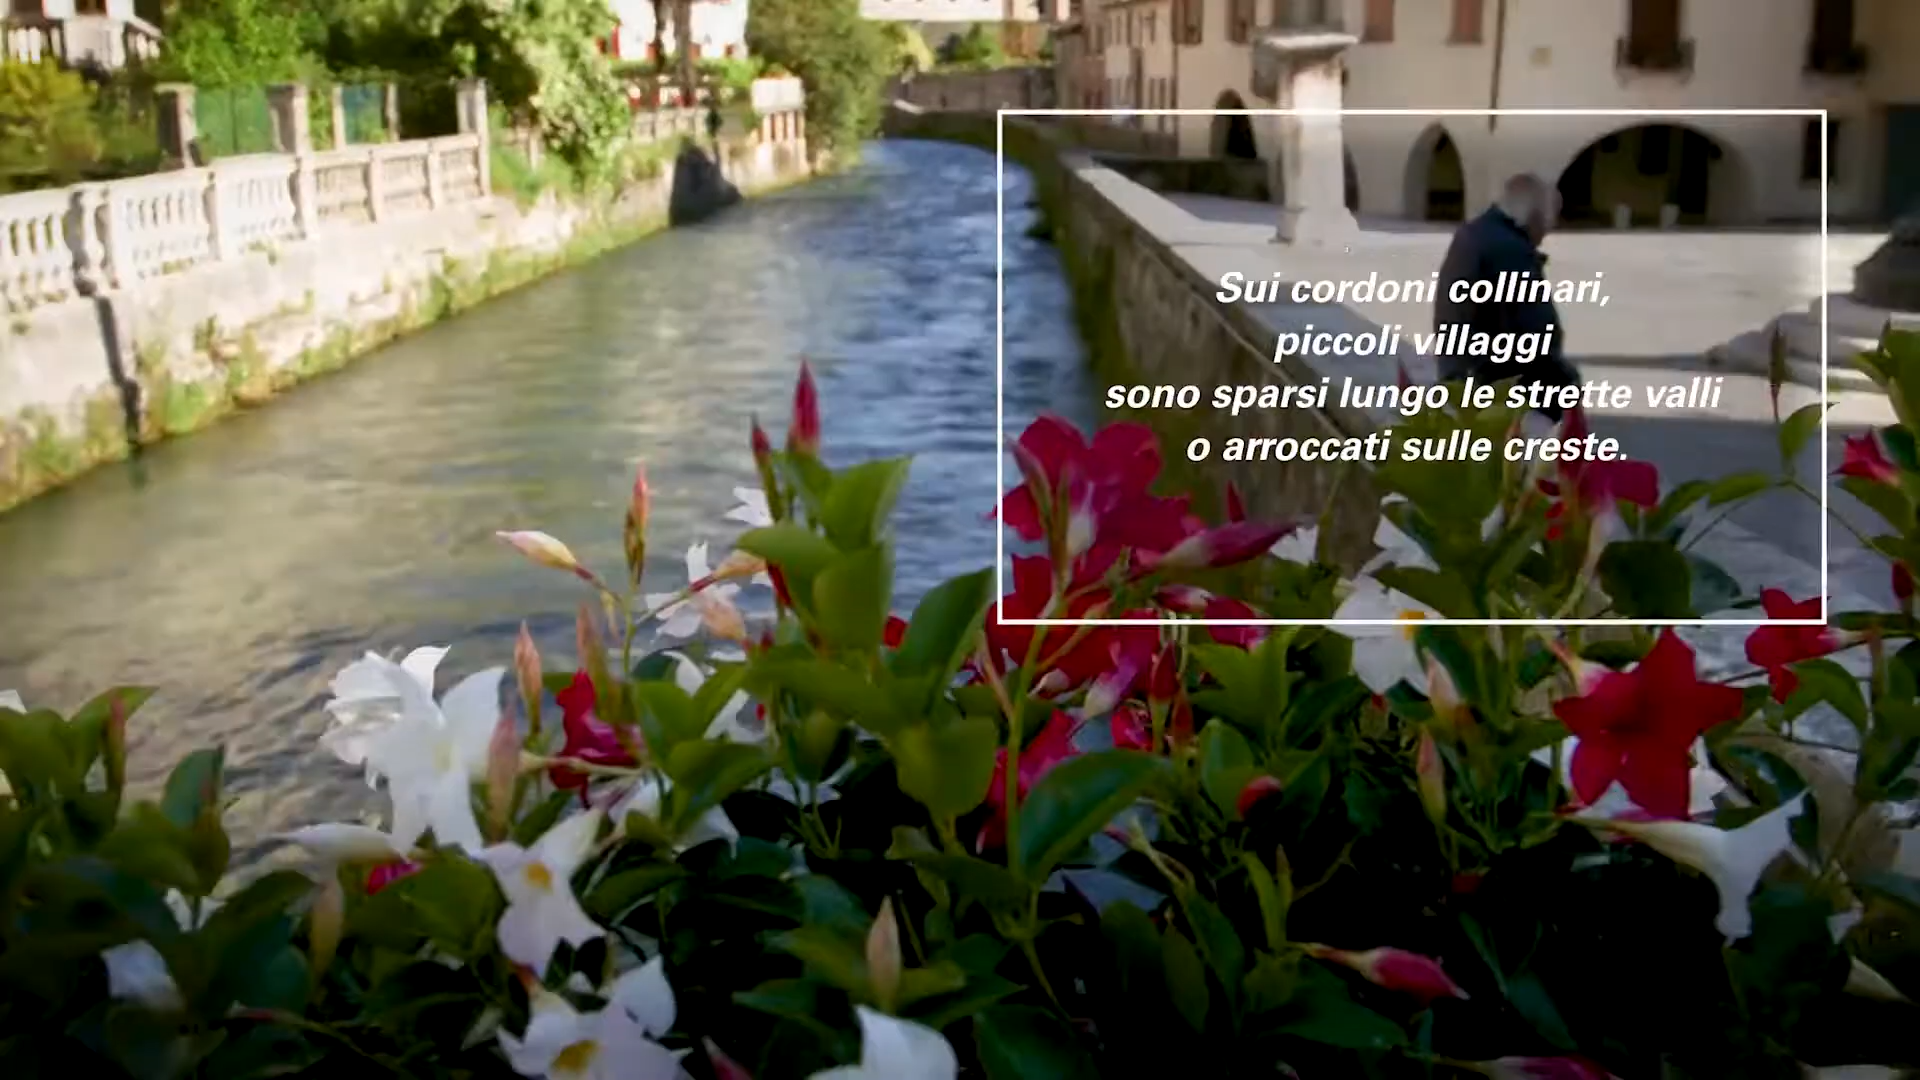 Sui cordoni collinari,
piccoli villaggi
sono sparsi lungo le strette valli
o arroccati sulle creste.